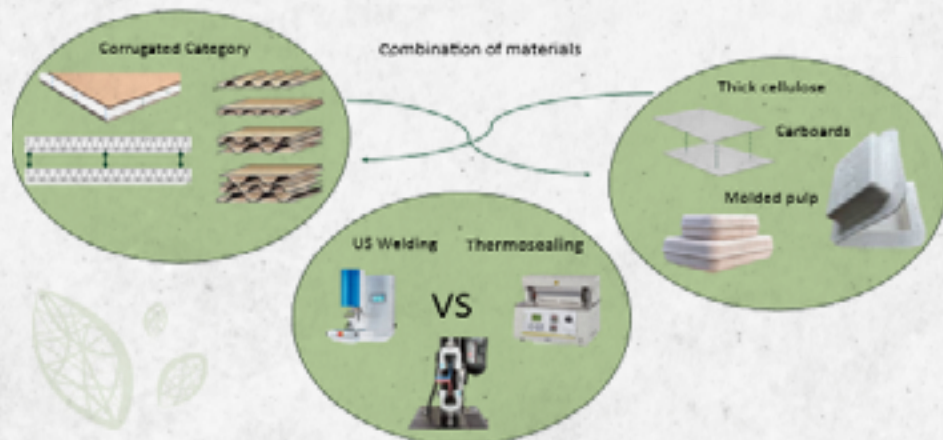 Corrugated Category
Combination of materials
Thick cellulose
Carboards
Molded pulp
US Welding
Thermosealing
VS